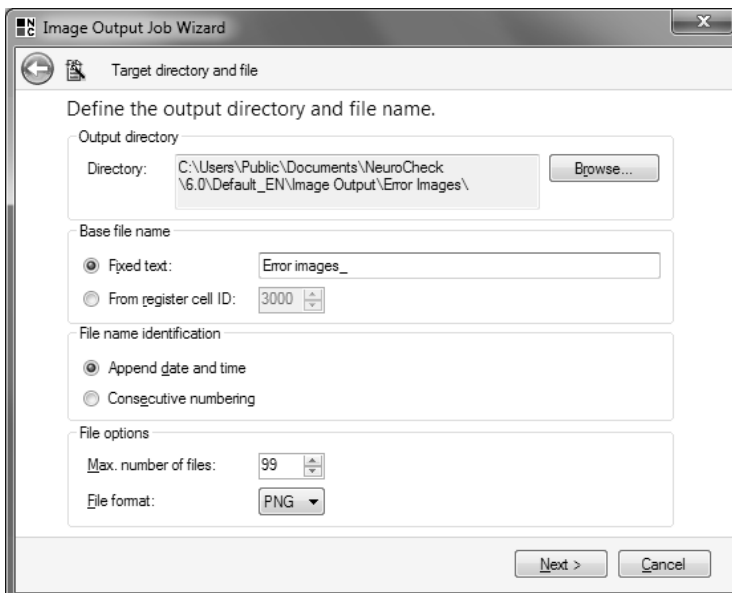 NC Image Output Job Wizard
Target directory and file
Define the output directory and file name.
Output directory
Directory: C:\Users\Public\Documents\NeuroCheck
\6.0\Default_EN\Image Output\Error Images\
Browse...
Base file name
Fixed text: Error images_
From register cell ID: 3000
File name identification
Append date and time
Consecutive numbering
File options
Max. number of files: 99
File format: PNG
Next > Cancel